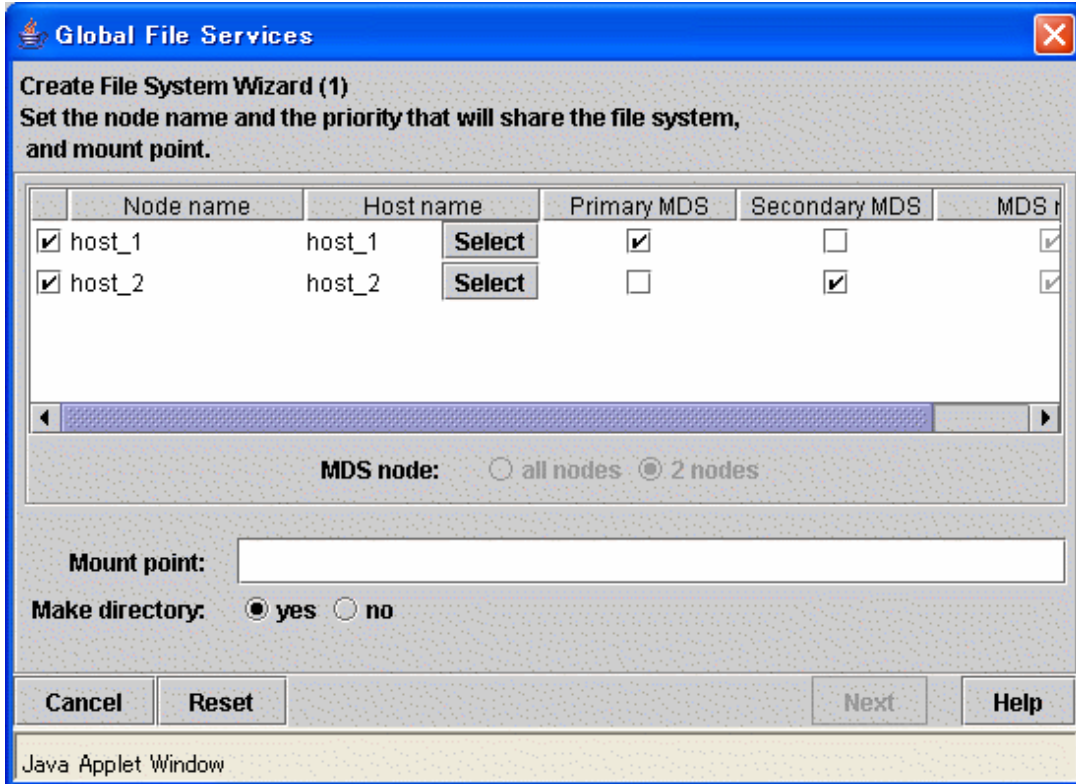 Global File Services
Create File System Wizard (1)
Set the node name and the priority that will share the file system,
and mount point.
Node name Host name Primary MDS Secondary MDS MDS
host_1 host_1 Select
host_2 host_2 Select
MDS node: all nodes 2 nodes
Mount point:
Make directory: yes no
Cancel Reset Next Help
Java Applet Window